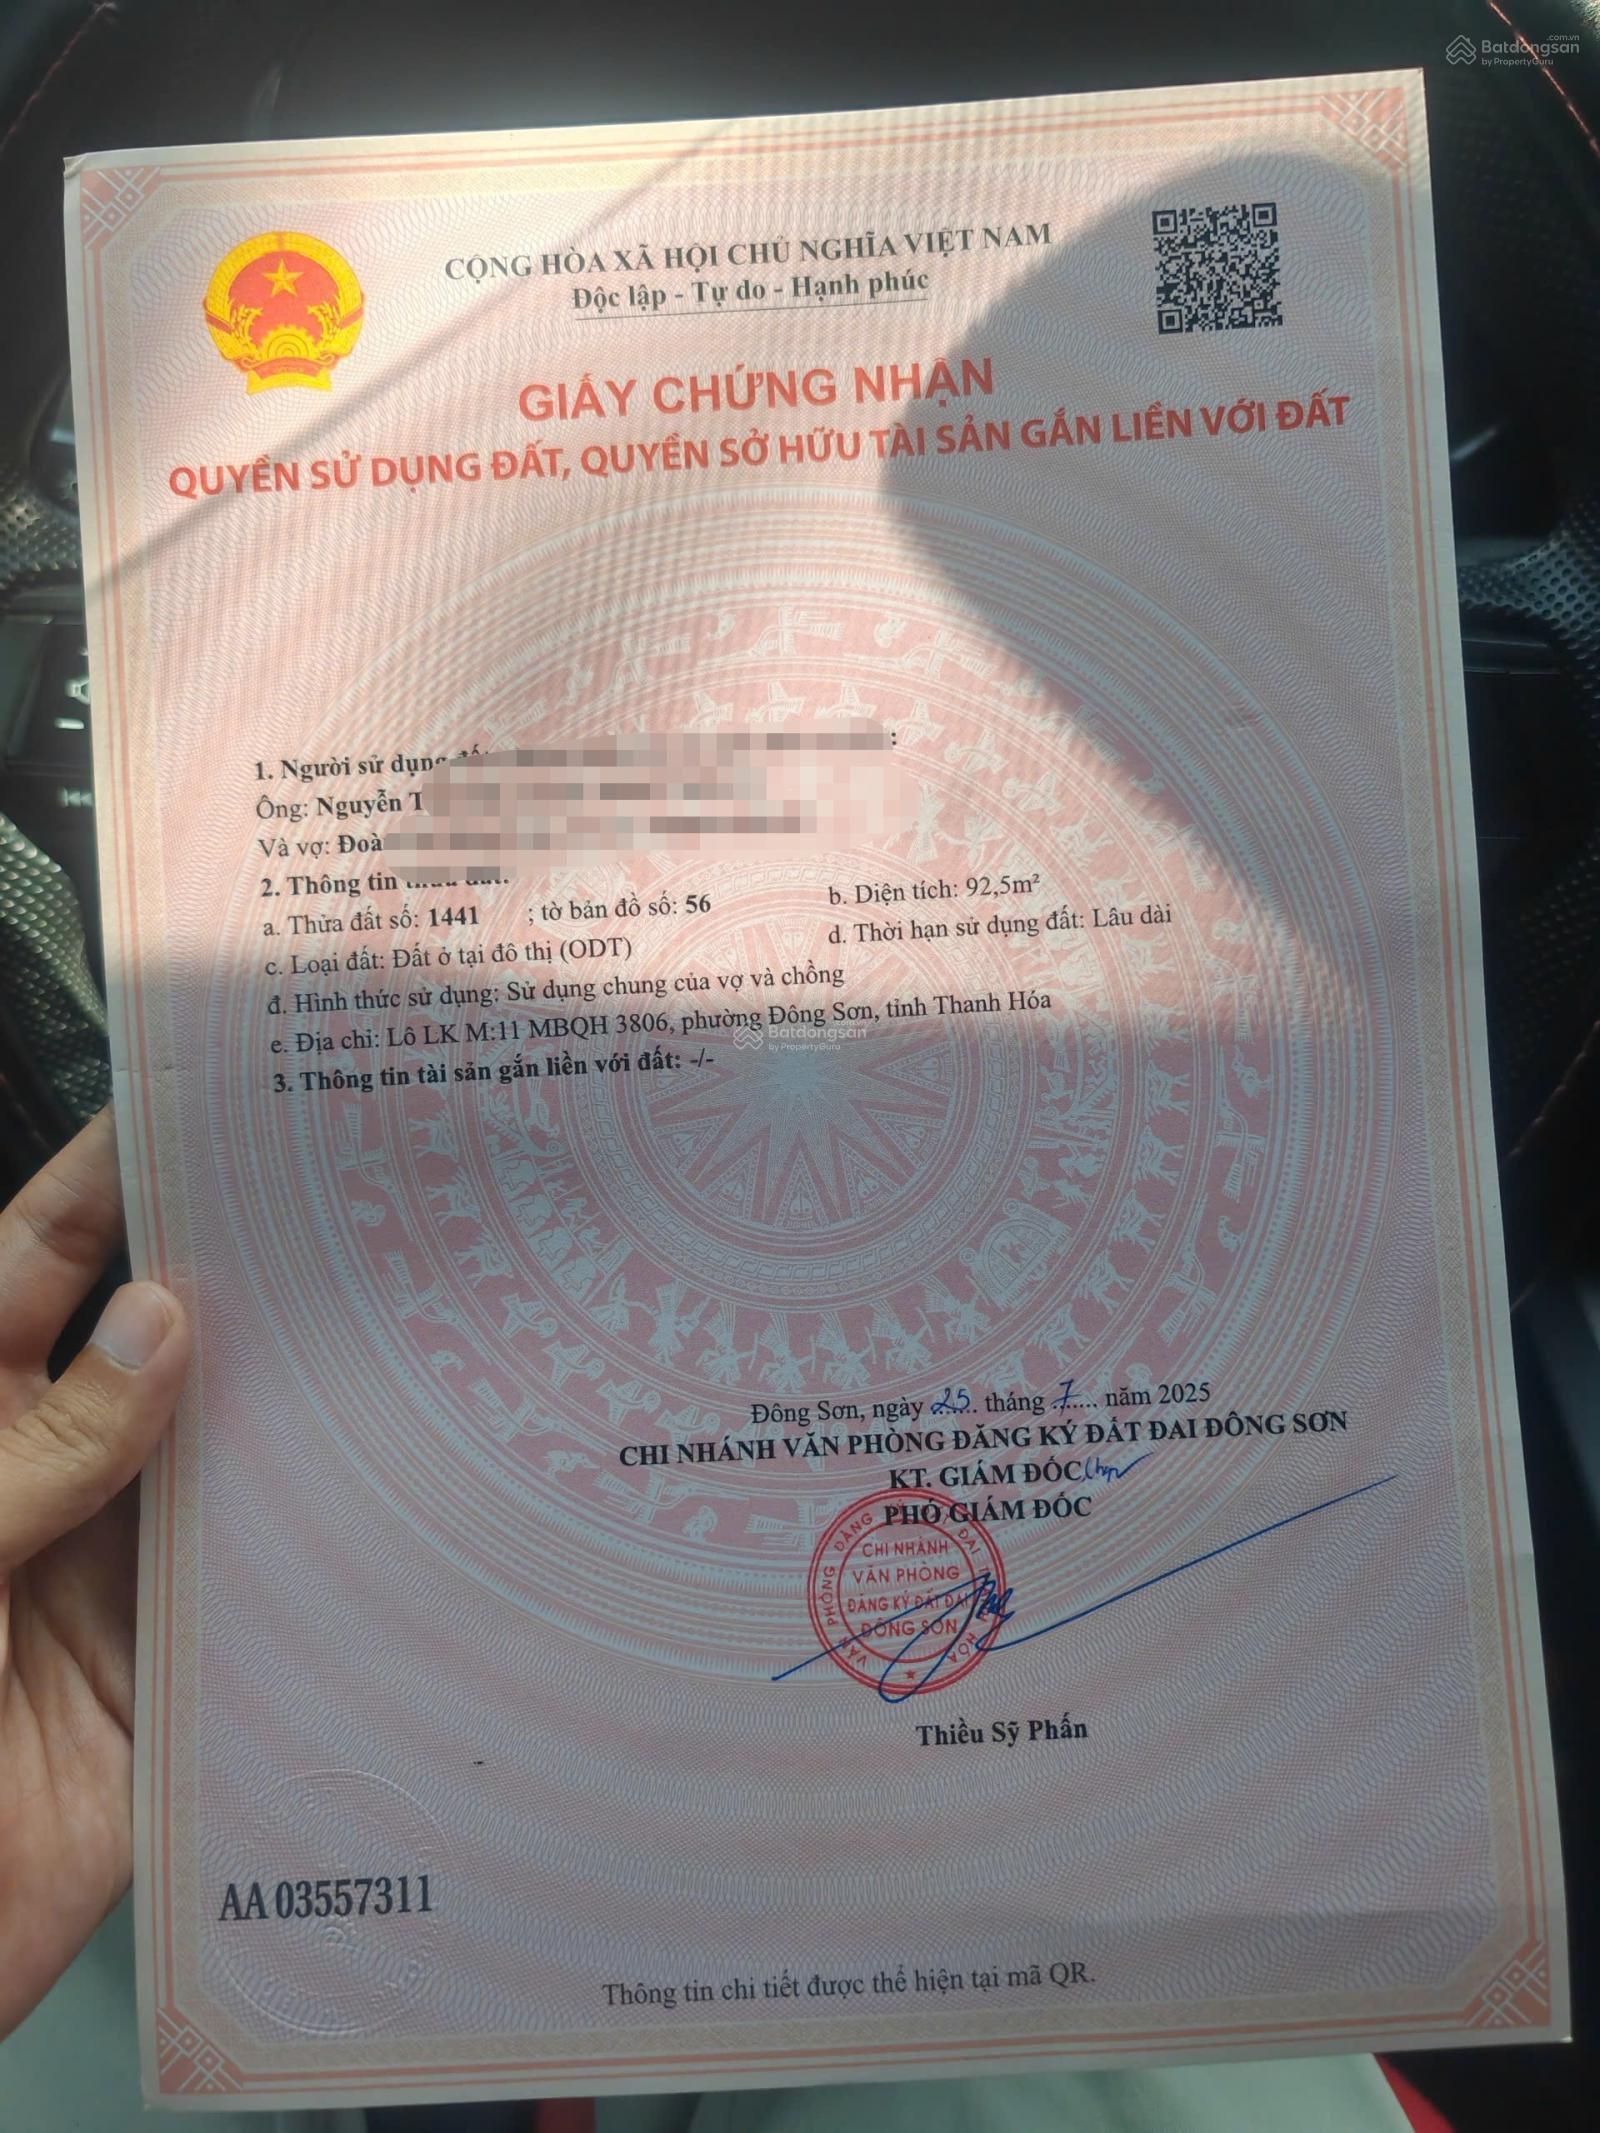 Batdongsan
.com.vn
by PropertyGuru
CỘNG HÒA XÃ HỘI CHỦ NGHĨA VIỆT NAM
Độc lập - Tự do - Hạnh phúc
GIẤY CHỨNG NHẬN
QUYỀN SỬ DỤNG ĐẤT, QUYỀN SỞ HỮU TÀI SẢN GẮN LIỀN VỚI ĐẤT
1. Người sử dụng :
Ông: Nguyễn T
Và vợ: Đoà
2. Thông tin
a. Thửa đất số: 1441 ; tờ bản đồ số: 56 b. Diện tích: 92,5m²
c. Loại đất: Đất ở tại đô thị (ODT) d. Thời hạn sử dụng đất: Lâu dài
đ. Hình thức sử dụng: Sử dụng chung của vợ và chồng
e. Địa chỉ: Lô LK M:11 MBQH 3806, phường Đông Sơn, tỉnh Thanh Hóa
Batdongsan
.com.vn
by PropertyGuru
3. Thông tin tài sản gắn liền với đất: -/-
Đông Sơn, ngày 25 tháng 7 năm 2025
CHI NHÁNH VĂN PHÒNG ĐĂNG KÝ ĐẤT ĐAI ĐÔNG SƠN
KT. GIÁM ĐỐC
PHÓ GIÁM ĐỐC
CHI NHÁNH
VĂN PHÒNG
ĐĂNG KÝ ĐẤT ĐAI
ĐÔNG SƠN
Thiều Sỹ Phấn
AA 03557311
Thông tin chi tiết được thể hiện tại mã QR.